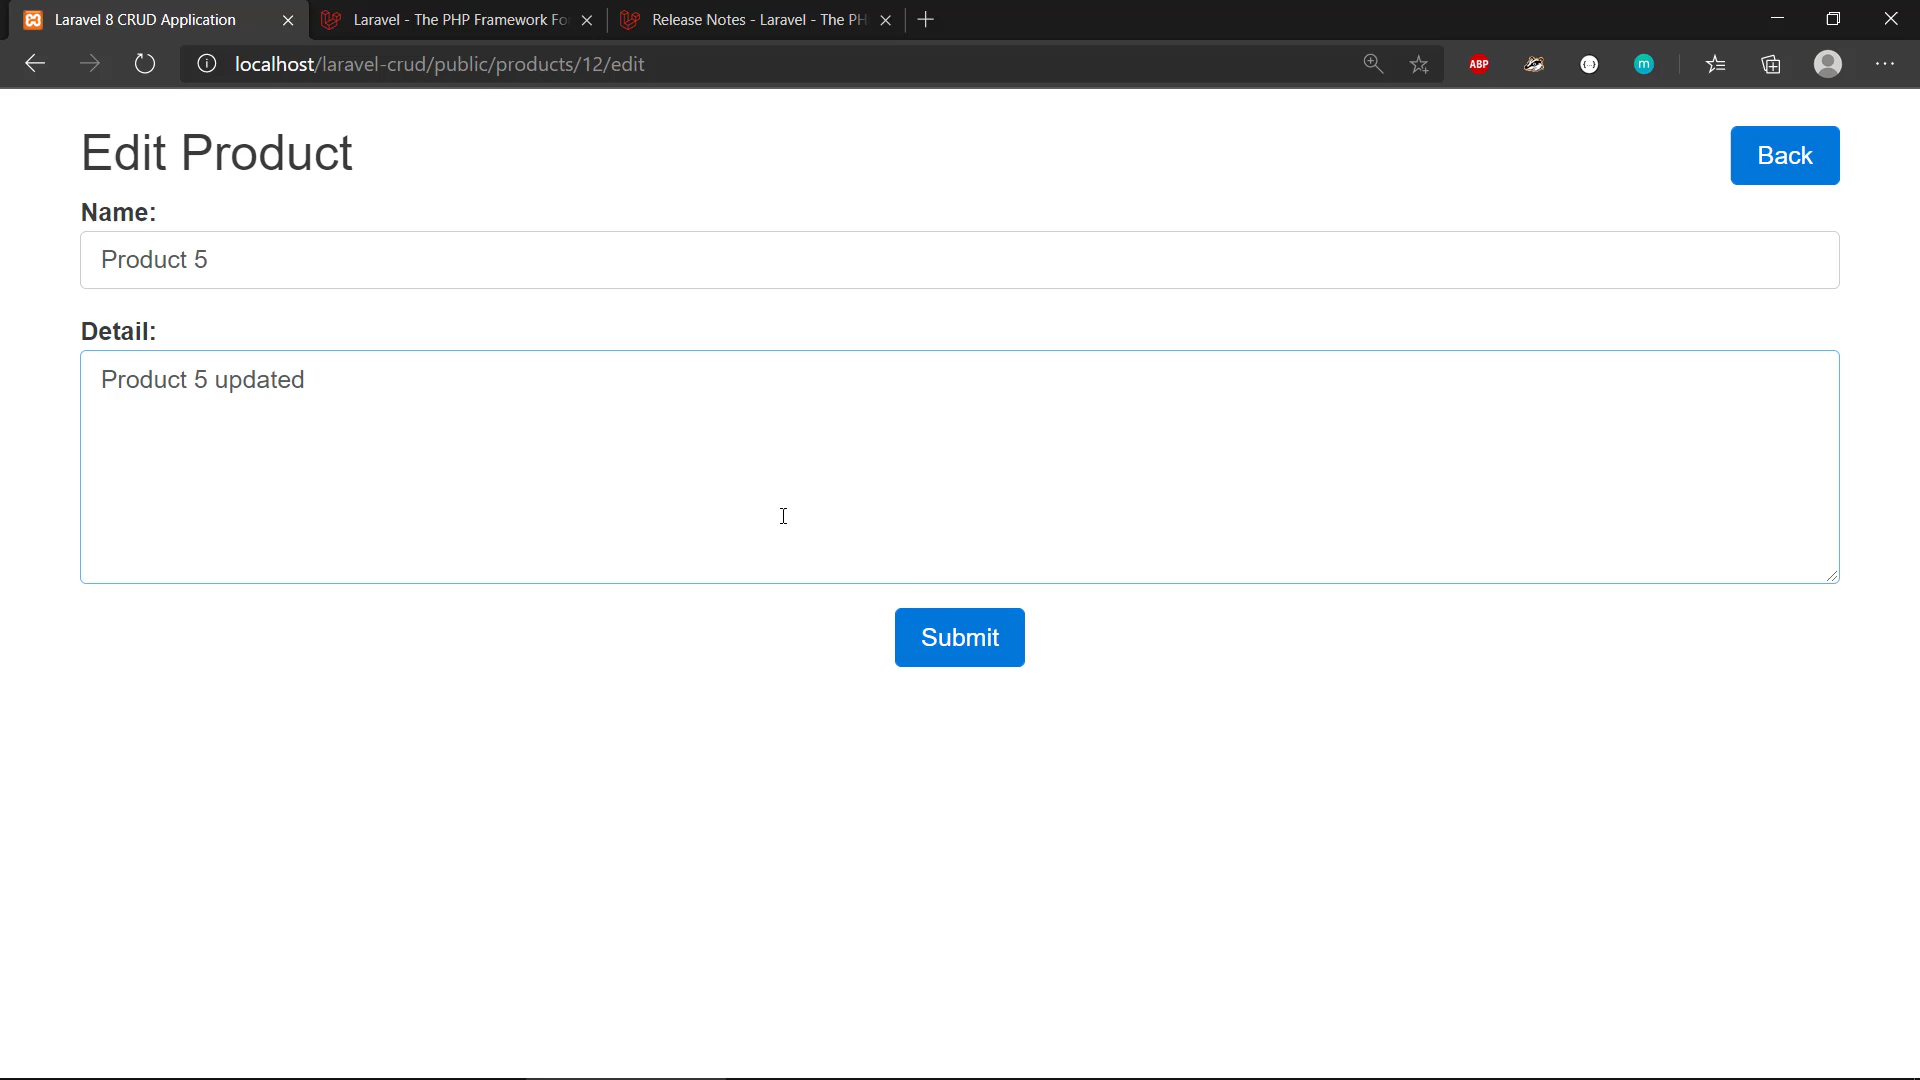 Laravel 8 CRUD Application
Laravel - The PHP Framework Fo
Release Notes - Laravel - The PH
localhost/laravel-crud/public/products/12/edit
ABP
{...}
m
Edit Product
Back
Name:
Product 5
Detail:
Product 5 updated
Submit